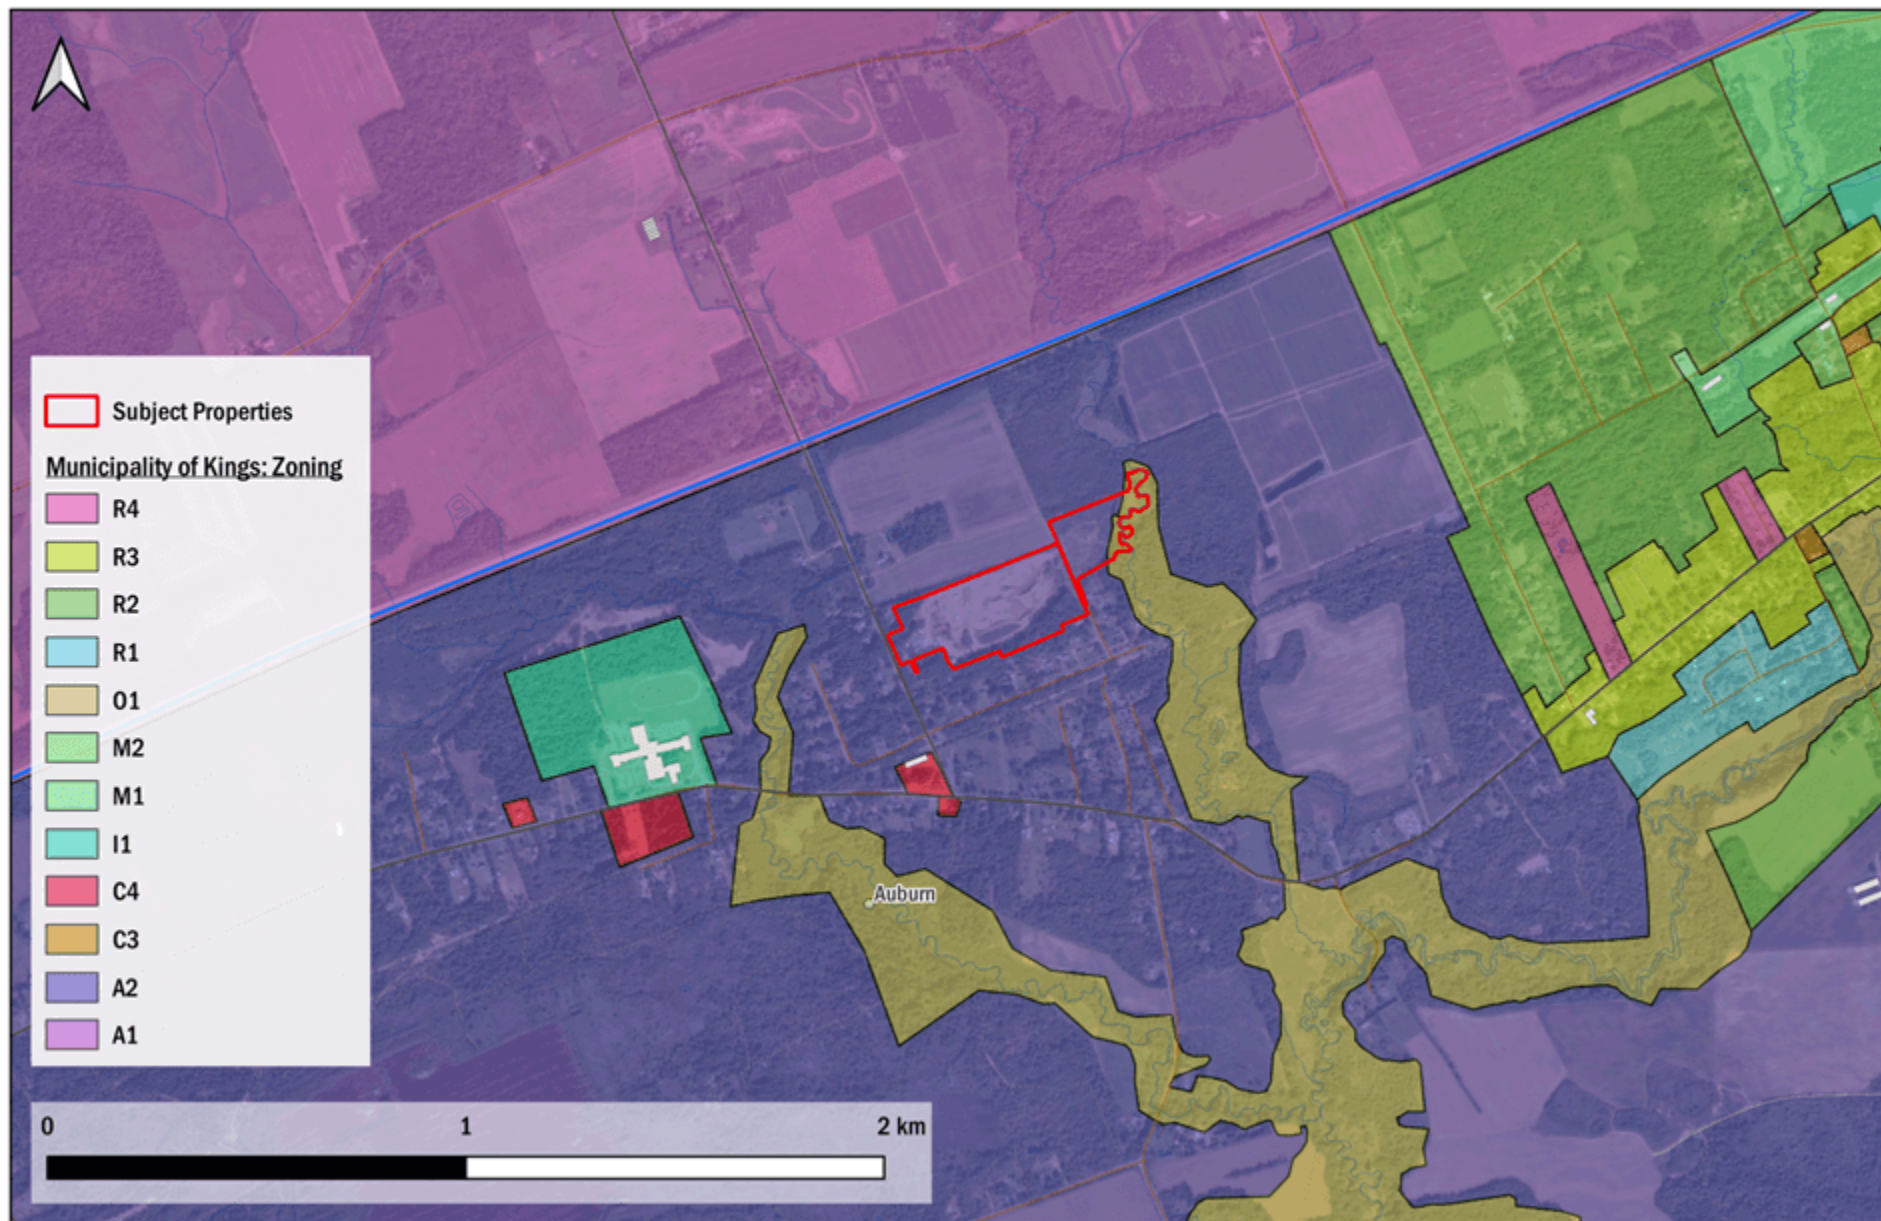 Subject Properties
Municipality of Kings: Zoning
R4
R3
R2
R1
O1
M2
M1
I1
C4
C3
A2
A1
Auburn
0 1 2 km